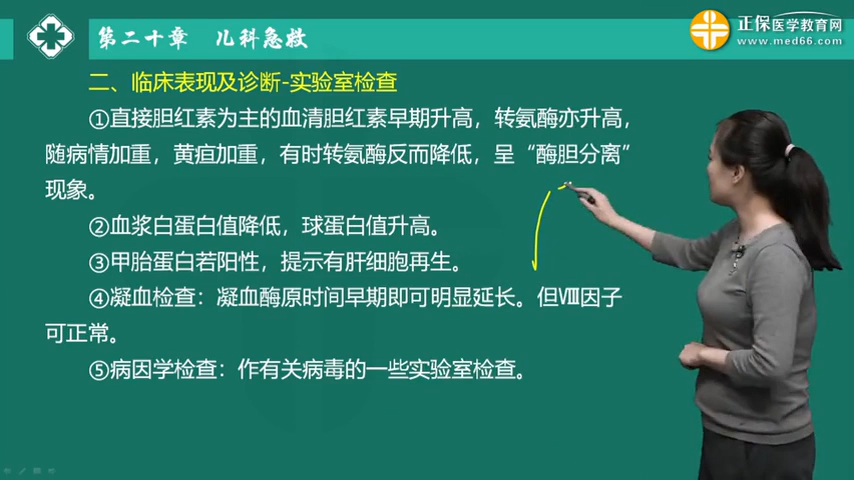 第二十章 儿科急救
正保医学教育网
www.med66.com
二、临床表现及诊断-实验室检查
①直接胆红素为主的血清胆红素早期升高，转氨酶亦升高，
随病情加重，黄疸加重，有时转氨酶反而降低，呈“酶胆分离”
现象。
②血浆白蛋白值降低，球蛋白值升高。
③甲胎蛋白若阳性，提示有肝细胞再生。
④凝血检查：凝血酶原时间早期即可明显延长。但Ⅷ因子
可正常。
⑤病因学检查：作有关病毒的一些实验室检查。